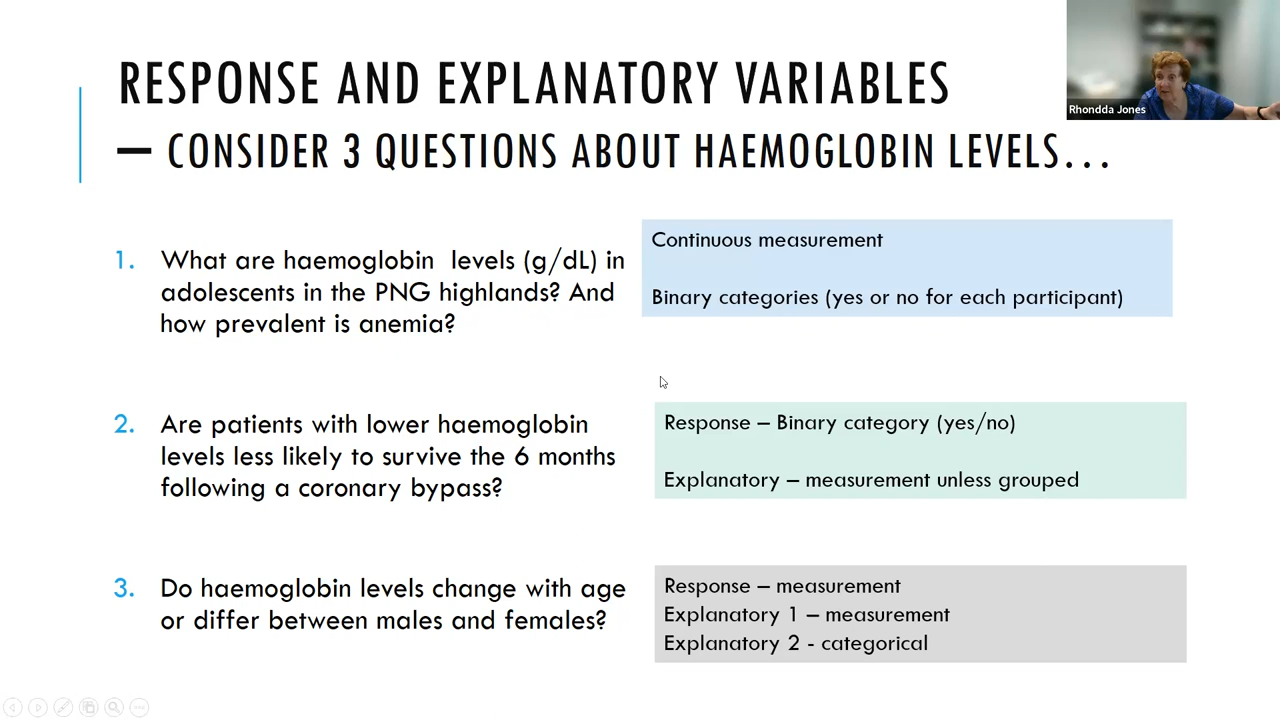 RESPONSE AND EXPLANATORY VARIABLES
– CONSIDER 3 QUESTIONS ABOUT HAEMOGLOBIN LEVELS...
Rhondda Jones
1. What are haemoglobin levels (g/dL) in
adolescents in the PNG highlands? And
how prevalent is anemia?
Continuous measurement
Binary categories (yes or no for each participant)
2. Are patients with lower haemoglobin
levels less likely to survive the 6 months
following a coronary bypass?
Response – Binary category (yes/no)
Explanatory – measurement unless grouped
3. Do haemoglobin levels change with age
or differ between males and females?
Response – measurement
Explanatory 1 – measurement
Explanatory 2 - categorical